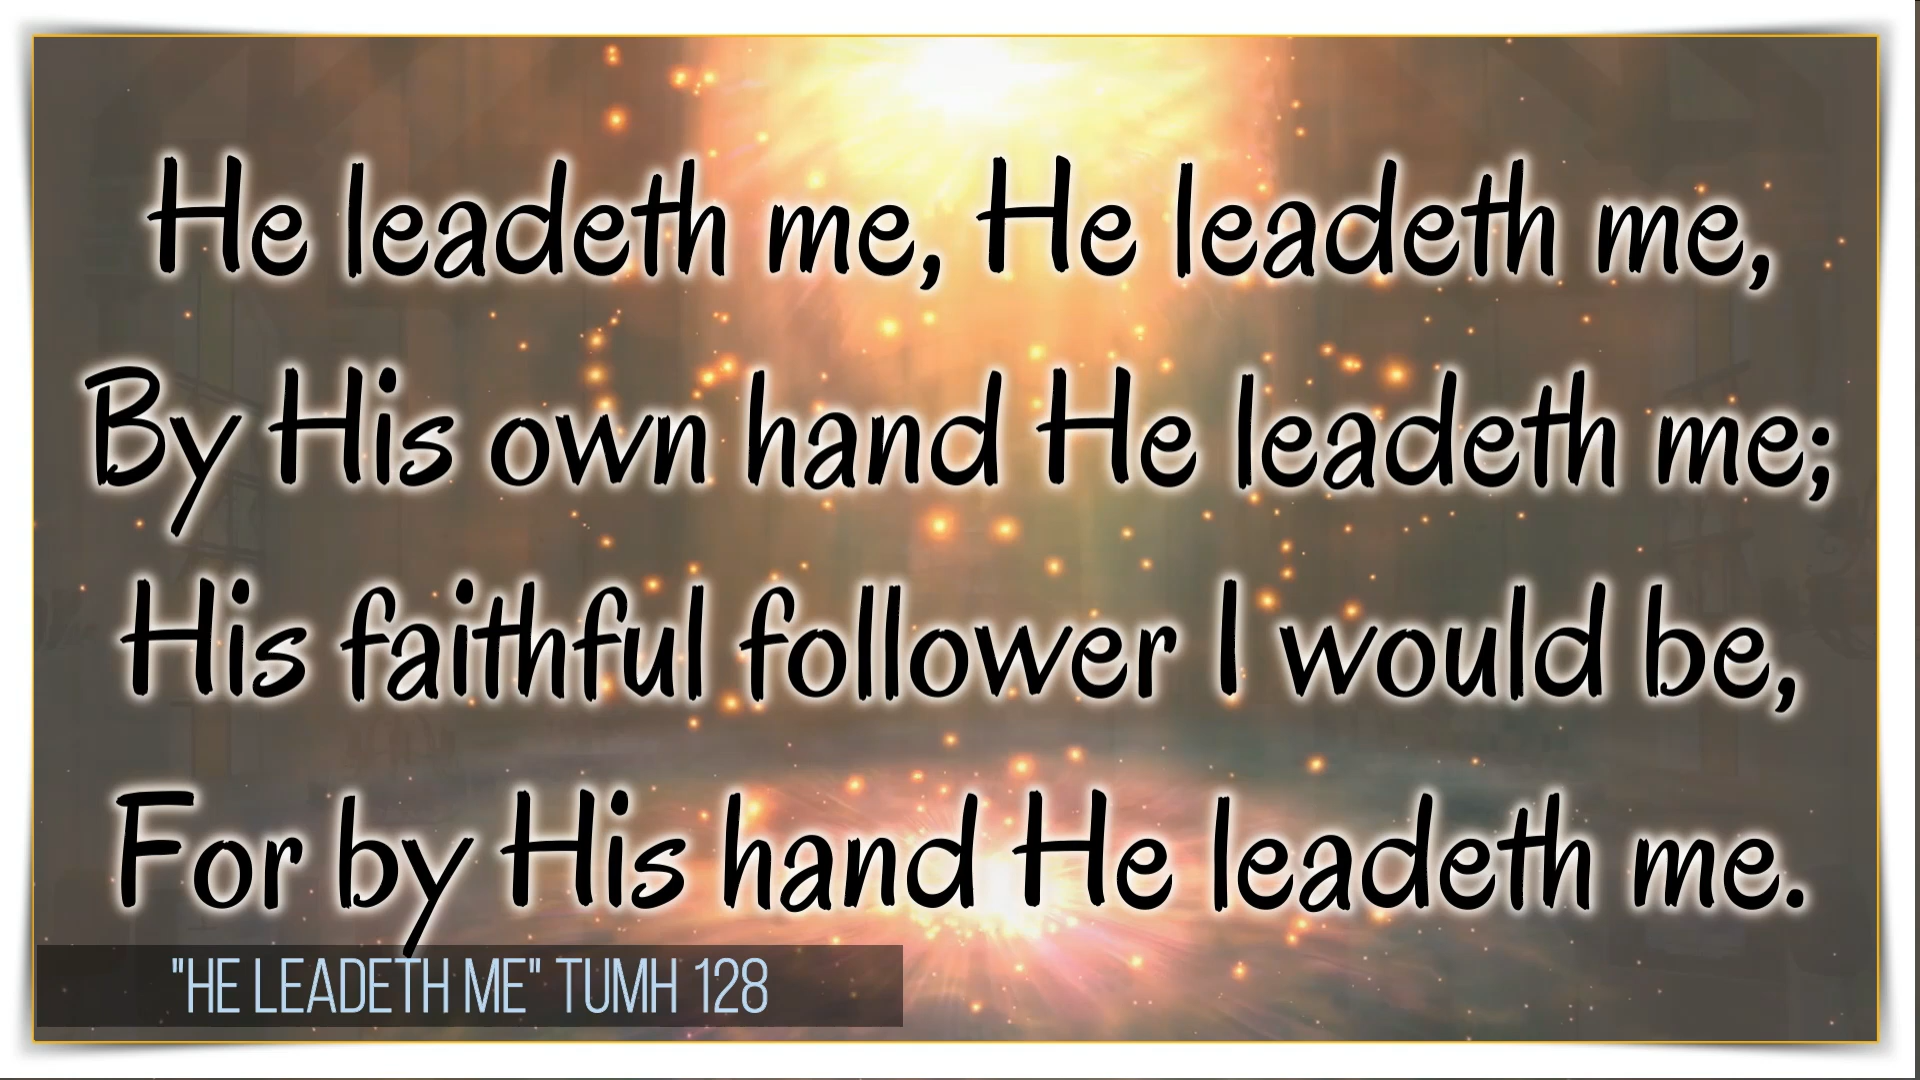 He leadeth me, He leadeth me,
By His own hand He leadeth me;
His faithful follower I would be,
For by His hand He leadeth me.
"HE LEADETH ME" TUMH 128